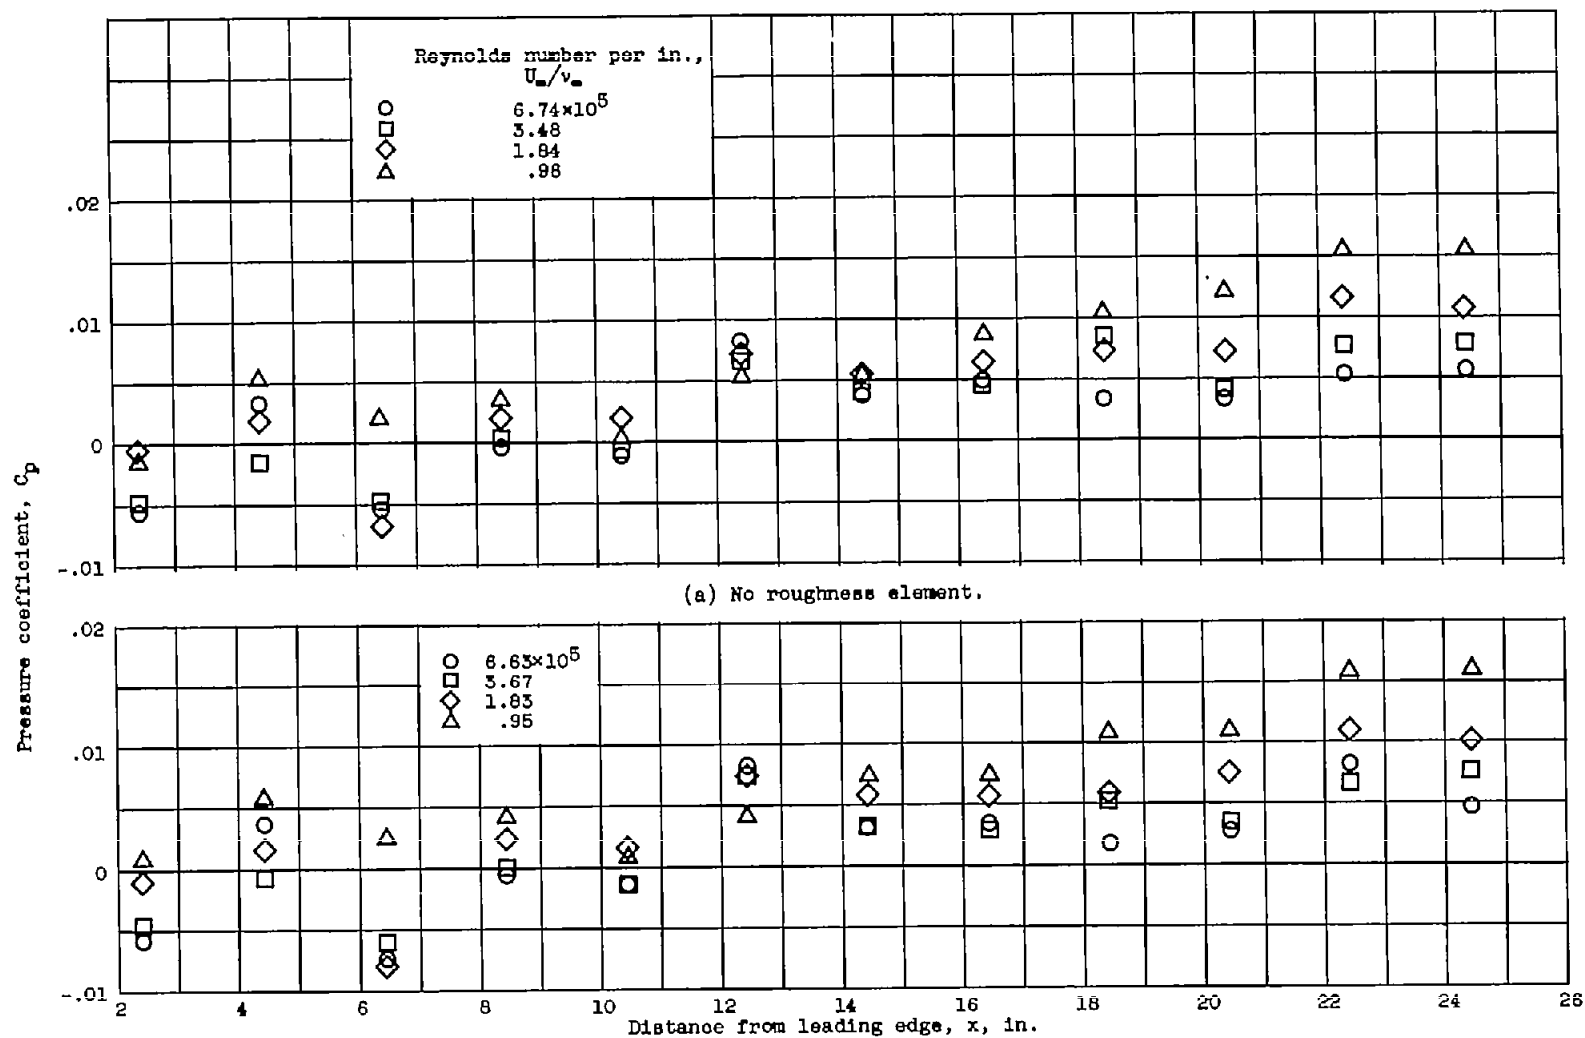 Reynolds number per in.,
U∞/ν∞
6.74×10⁵
3.48
1.84
.98
.02
.01
0
-.01
(a) No roughness element.
Pressure coefficient, Cp
.02
.01
0
-.01
6.63×10⁵
3.67
1.83
.95
2 4 6 8 10 12 14 16 18 20 22 24 26
Distance from leading edge, x, in.